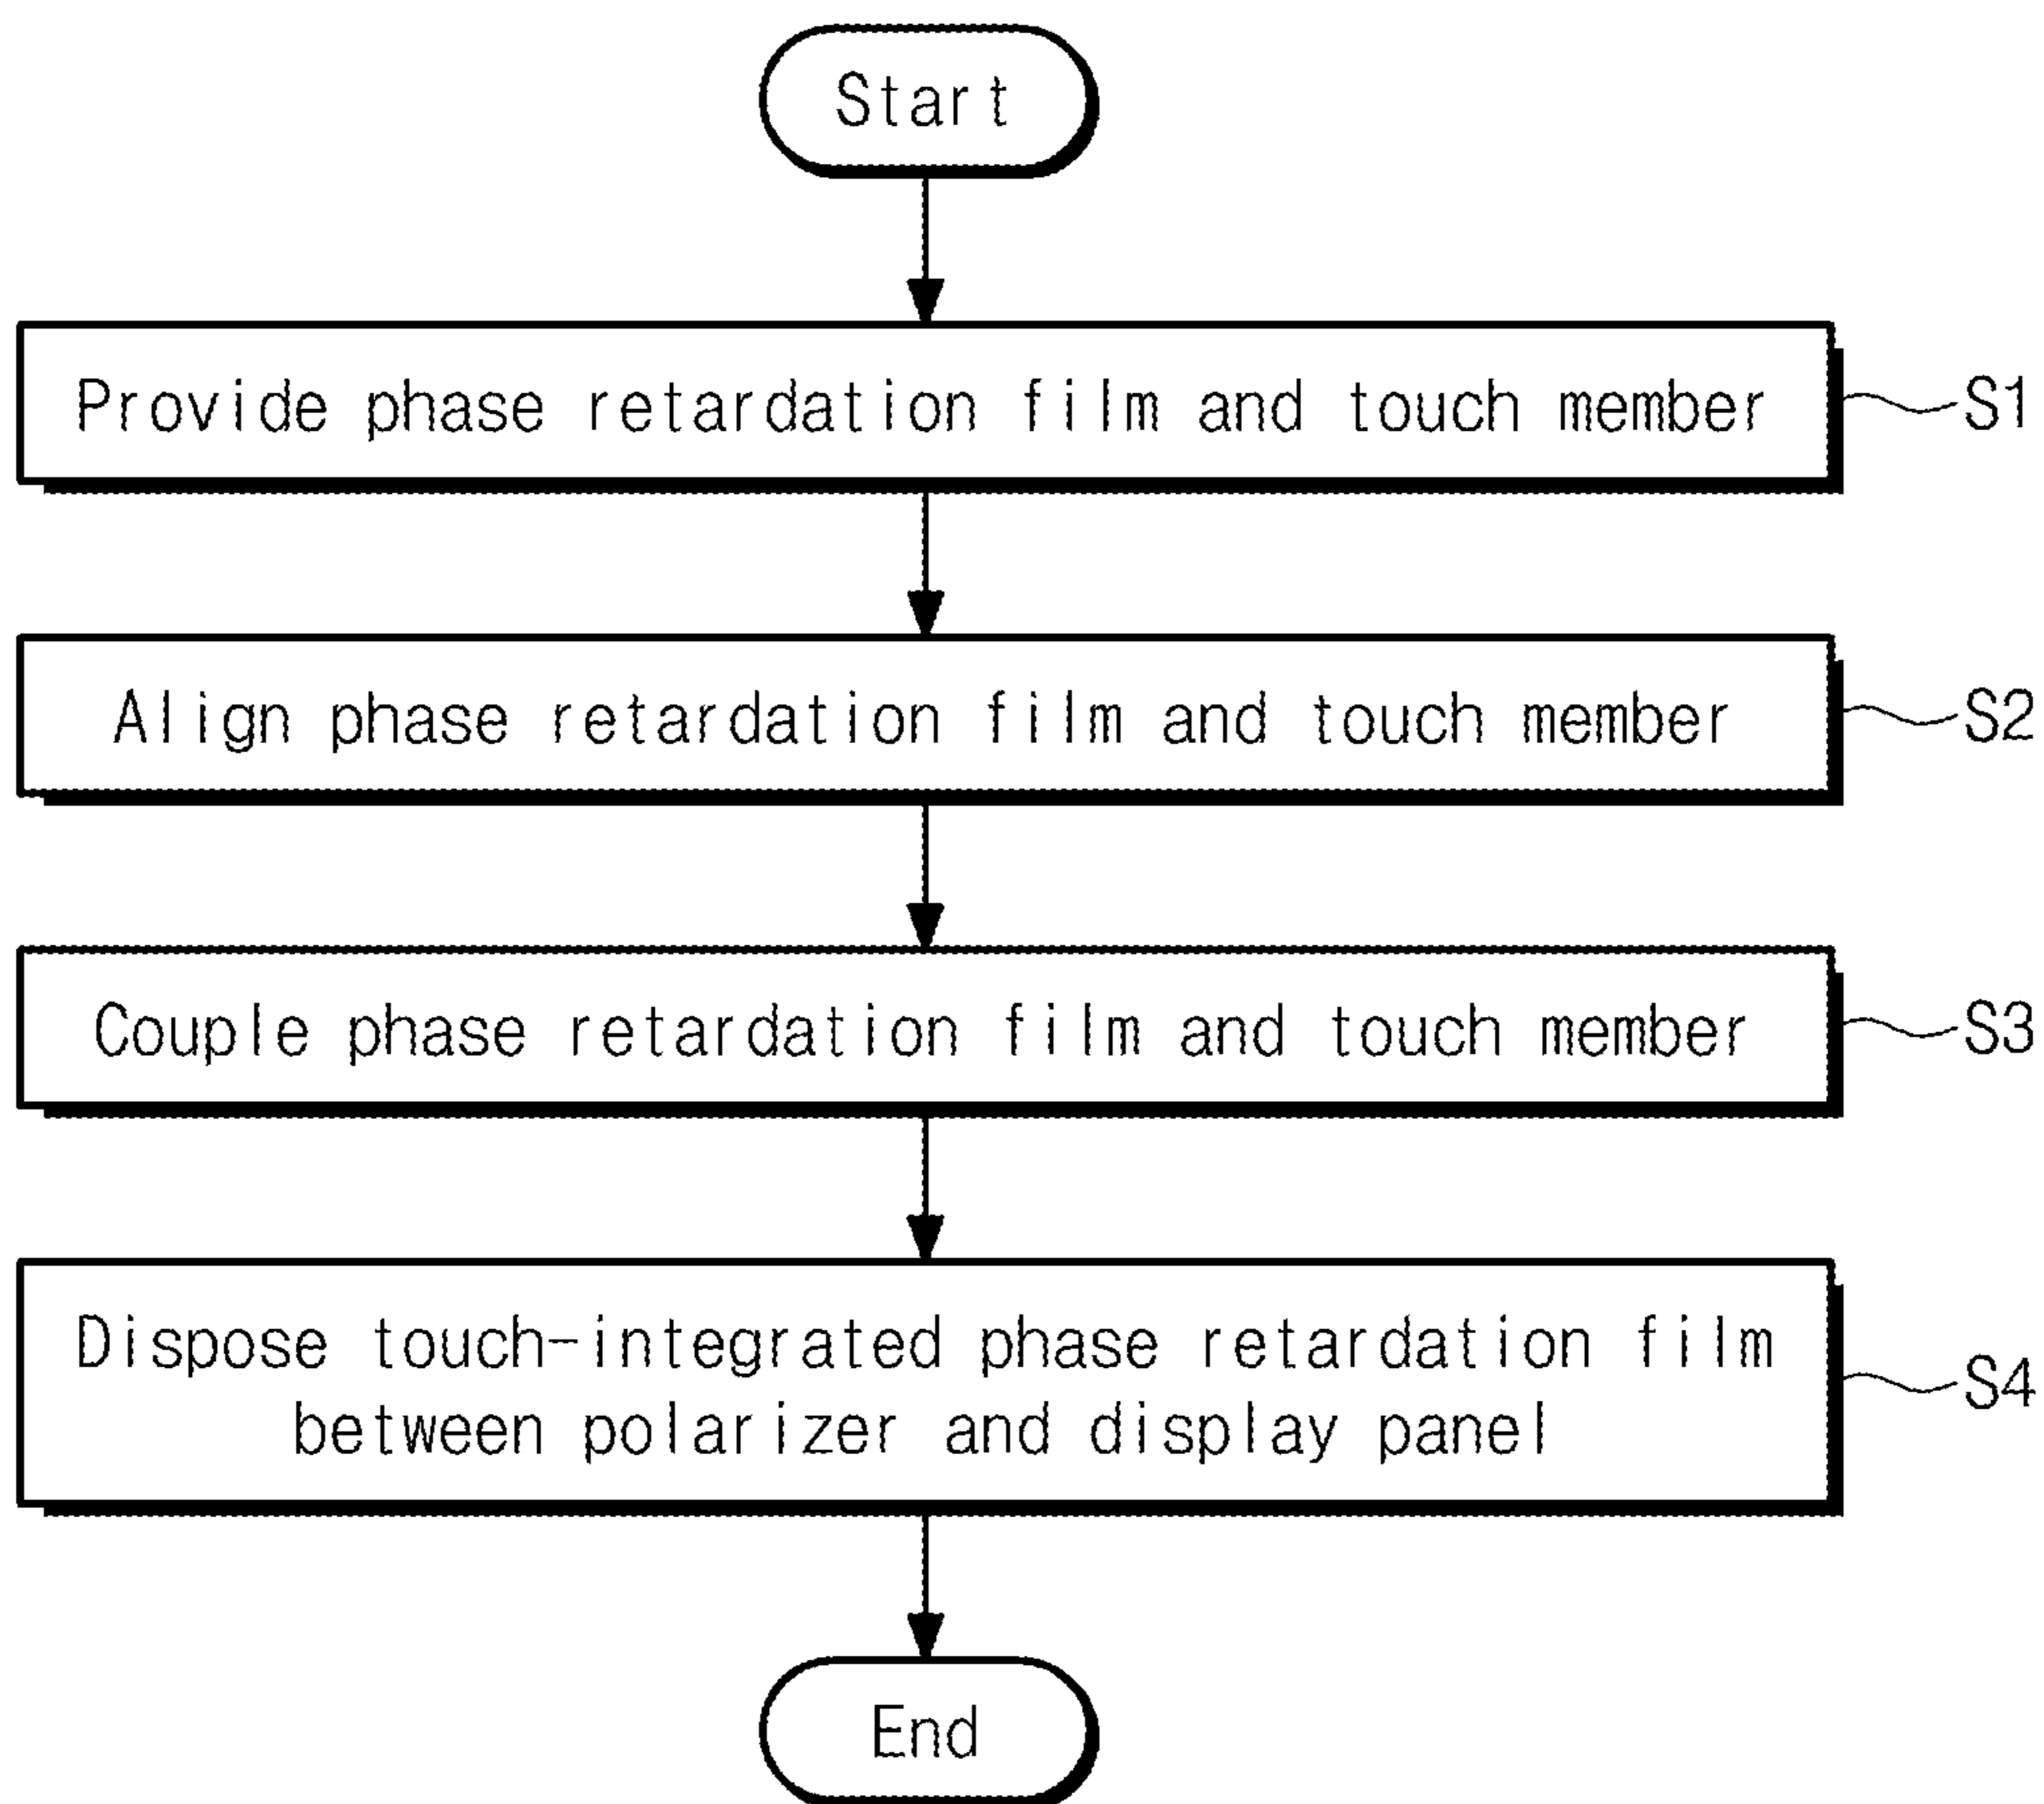 Start
Provide phase retardation film and touch member
S1
Align phase retardation film and touch member
S2
Couple phase retardation film and touch member
S3
Dispose touch-integrated phase retardation film
between polarizer and display panel
S4
End